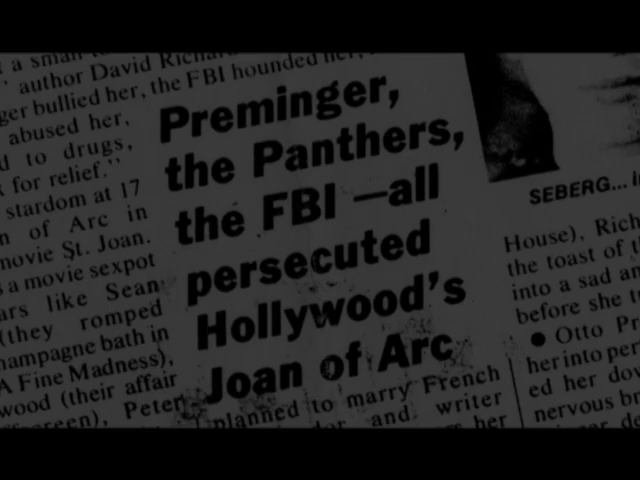 a small
author David Richard
ger bullied her, the FBI hounded her,
abused her,
d to drugs,
for relief."
stardom at 17
n of Arc in
movie St. Joan.
s a movie sexpot
ars like Sean
(they romped
hampagne bath in
A Fine Madness),
wood (their affair
Peter
Preminger,
the Panthers,
the FBI —all
persecuted
Hollywood's
Joan of Arc
planned to marry French
and writer
her
SEBERG...
House), Rich
the toast of
into a sad an
before she t
● Otto Pr
her into per
ed her dov
nervous br